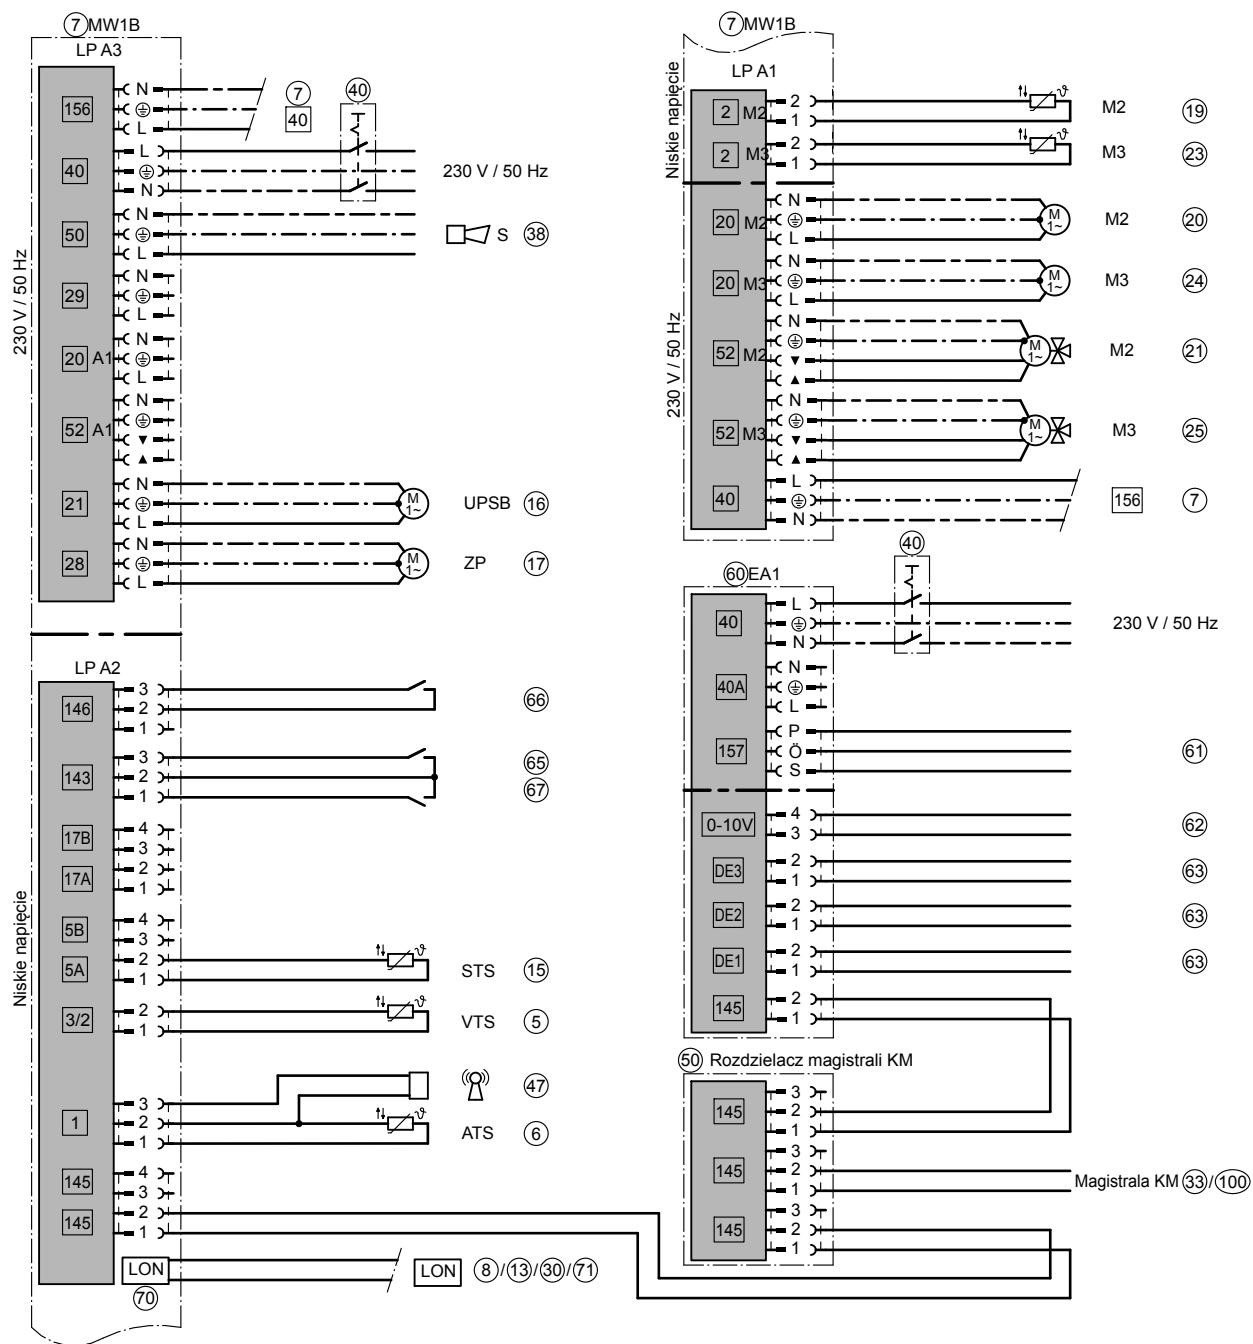 7 MW1B
LP A3
230 V / 50 Hz
156
N
L
7
40
40
40
L
N
230 V / 50 Hz
50
N
L
S 38
29
N
L
20 A1
N
L
52 A1
N
▼
▲
21
N
L
M
1~
UPSB 16
28
N
L
M
1~
ZP 17
LP A2
Niskie napięcie
146
3
2
1
66
143
3
2
1
65
67
17B
4
3
17A
2
1
5B
4
3
5A
2
1
ϑ
STS 15
3/2
2
1
ϑ
VTS 5
47
1
3
2
1
ϑ
ATS 6
145
4
3
145
2
1
LON
70
LON 8/13/30/71
7 MW1B
Niskie napięcie
LP A1
2 M2
2
1
ϑ
M2 19
2 M3
2
1
ϑ
M3 23
230 V / 50 Hz
20 M2
N
L
M
1~
M2 20
20 M3
N
L
M
1~
M3 24
52 M2
N
▼
▲
M
1~
M2 21
52 M3
N
▼
▲
M
1~
M3 25
40
L
N
156 7
60 EA1
40
40
L
N
230 V / 50 Hz
40A
N
L
157
P
Ö
S
61
0-10V
4
3
62
DE3
2
1
63
DE2
2
1
63
DE1
2
1
63
145
2
1
50 Rozdzielacz magistrali KM
145
3
2
1
145
3
2
1
Magistrala KM 33/100
145
3
2
1